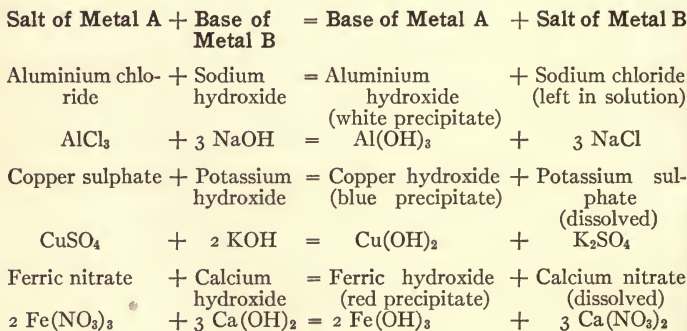 Salt of Metal A + Base of = Base of Metal A + Salt of Metal B
Metal B
Aluminium chlo- + Sodium = Aluminium + Sodium chloride
ride hydroxide hydroxide (left in solution)
(white precipitate)
AlCl₃ + 3 NaOH = Al(OH)₃ + 3 NaCl
Copper sulphate + Potassium = Copper hydroxide + Potassium sul-
hydroxide (blue precipitate) phate
(dissolved)
CuSO₄ + 2 KOH = Cu(OH)₂ + K₂SO₄
Ferric nitrate + Calcium = Ferric hydroxide + Calcium nitrate
hydroxide (red precipitate) (dissolved)
2 Fe(NO₃)₃ + 3 Ca(OH)₂ = 2 Fe(OH)₃ + 3 Ca(NO₃)₂